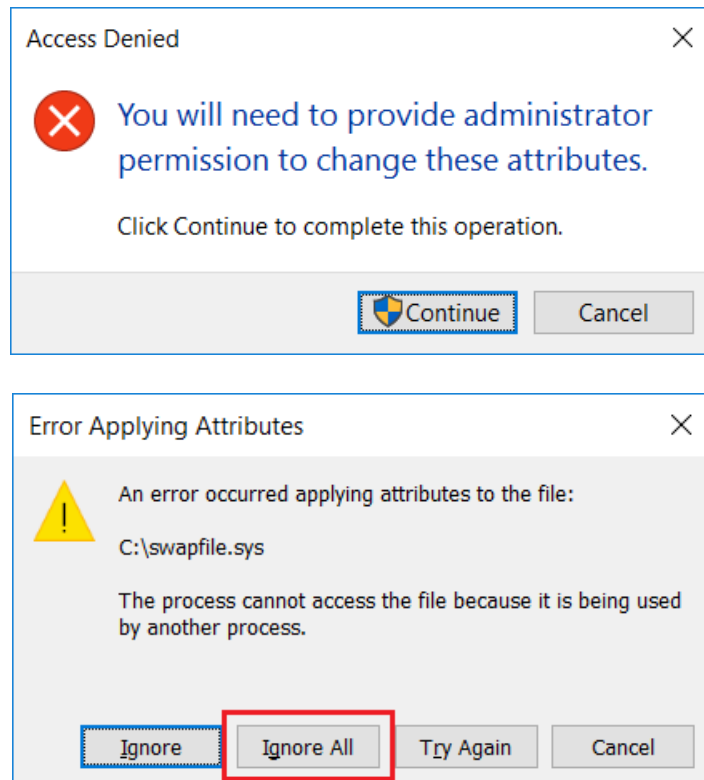 Access Denied
You will need to provide administrator
permission to change these attributes.
Click Continue to complete this operation.
Continue
Cancel
Error Applying Attributes
An error occurred applying attributes to the file:
C:\swapfile.sys
The process cannot access the file because it is being used
by another process.
Ignore
Ignore All
Try Again
Cancel